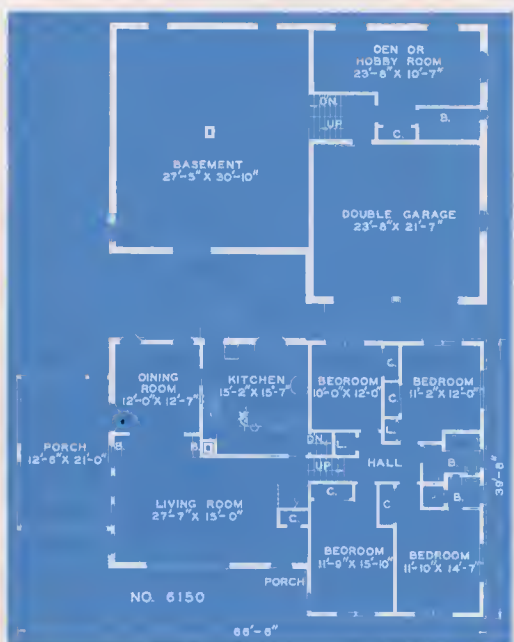 DEN OR
HOBBY ROOM
23'-8" X 10'-7"
DN.
UP
B.
C.
BASEMENT
27'-5" X 30'-10"
DOUBLE GARAGE
23'-8" X 21'-7"
DINING
ROOM
12'-0" X 12'-7"
KITCHEN
15'-2" X 15'-7"
BEDROOM
10'-0" X 12'-0"
C.
C.
L.
BEDROOM
11'-2" X 12'-0"
PORCH
12'-8" X 21'-0"
B.
B.
DN.
L.
UP
HALL
B.
B.
39'-8"
LIVING ROOM
27'-7" X 15'-0"
C.
C.
C
BEDROOM
11'-9" X 15'-10"
BEDROOM
11'-10" X 14'-7"
PORCH
NO. 6150
66'-6"